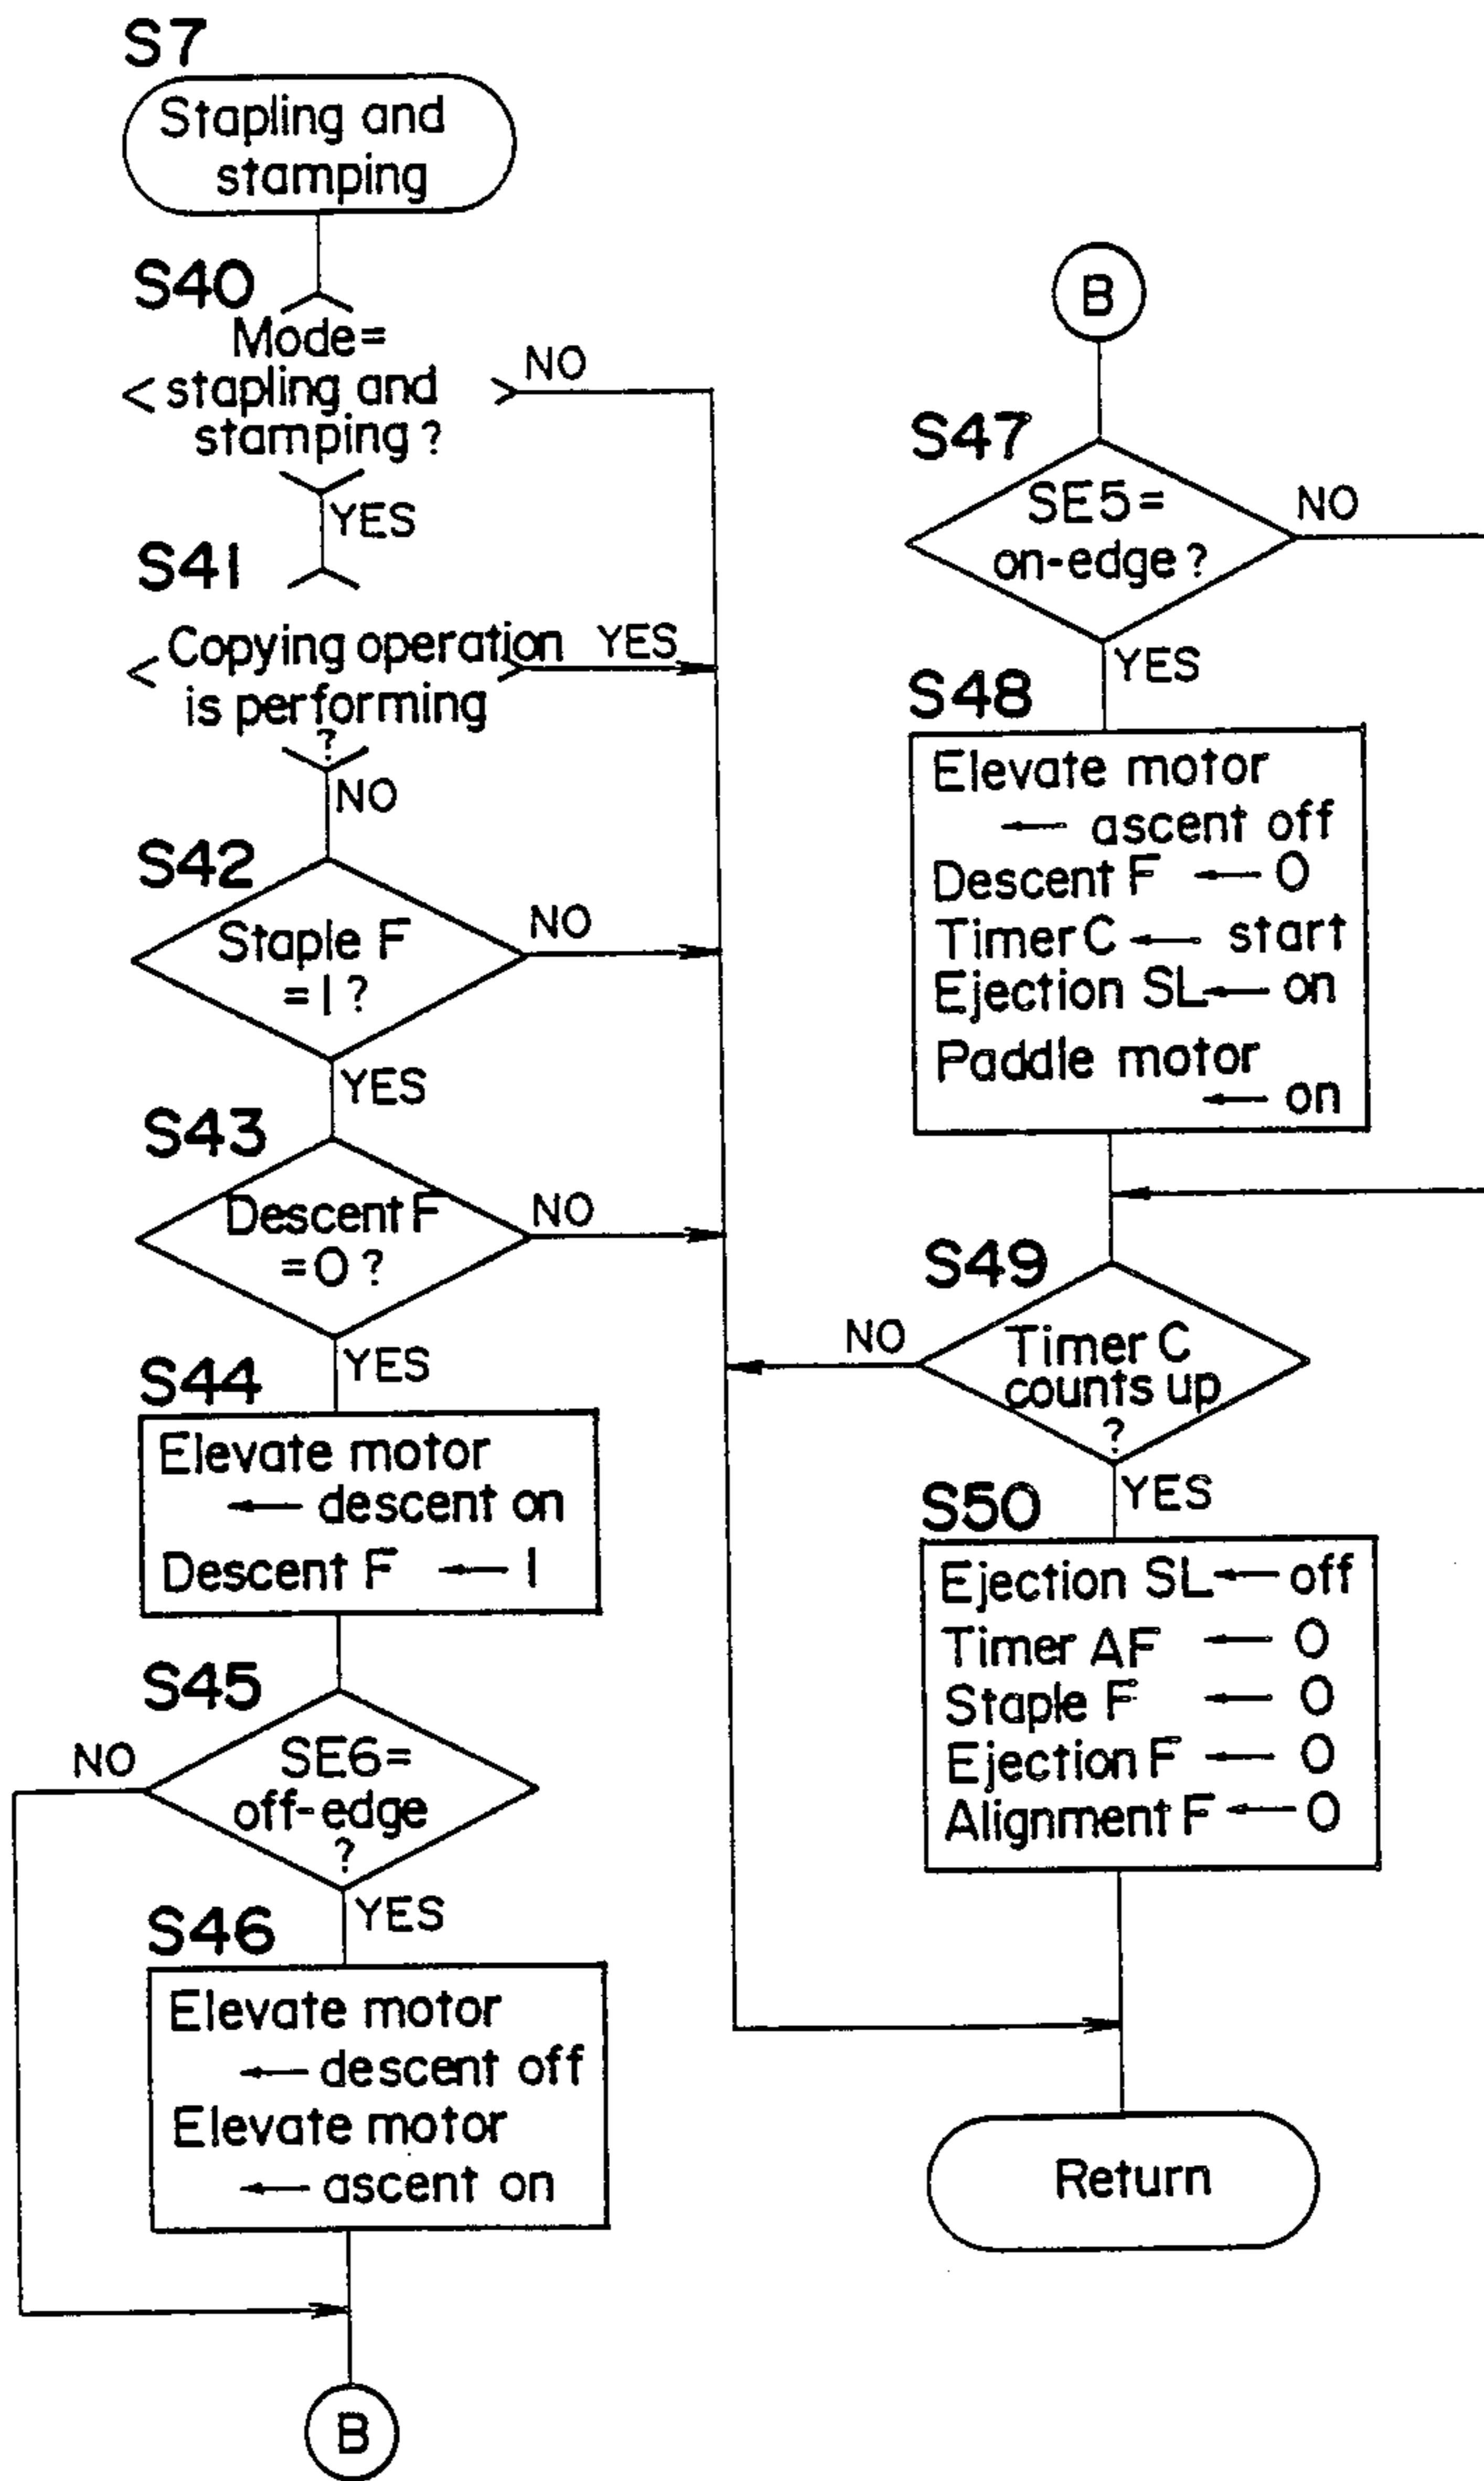 S7
Stapling and
stamping
S40
Mode=
stapling and
stamping?
NO
YES
S41
Copying operation
is performing
?
YES
NO
S42
Staple F
=1?
NO
YES
S43
Descent F
=0?
NO
YES
S44
Elevate motor
← descent on
Descent F ← 1
S45
SE6=
off-edge
?
NO
YES
S46
Elevate motor
← descent off
Elevate motor
← ascent on
B
B
S47
SE5=
on-edge?
NO
YES
S48
Elevate motor
← ascent off
Descent F ← 0
Timer C ← start
Ejection SL ← on
Paddle motor
← on
S49
Timer C
counts up
?
NO
YES
S50
Ejection SL ← off
Timer AF ← 0
Staple F ← 0
Ejection F ← 0
Alignment F ← 0
Return